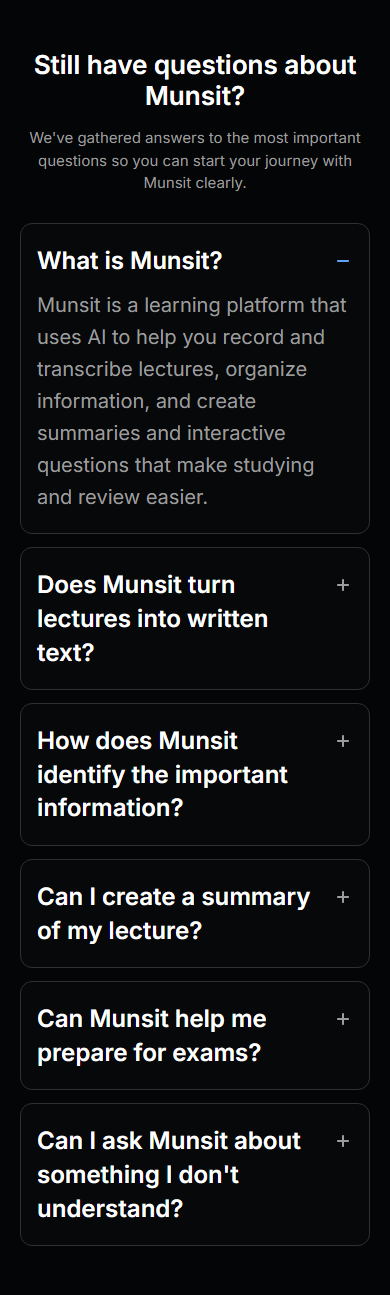 Still have questions about
Munsit?
We've gathered answers to the most important
questions so you can start your journey with
Munsit clearly.
What is Munsit?
Munsit is a learning platform that
uses AI to help you record and
transcribe lectures, organize
information, and create
summaries and interactive
questions that make studying
and review easier.
Does Munsit turn
lectures into written
text?
How does Munsit
identify the important
information?
Can I create a summary
of my lecture?
Can Munsit help me
prepare for exams?
Can I ask Munsit about
something I don't
understand?